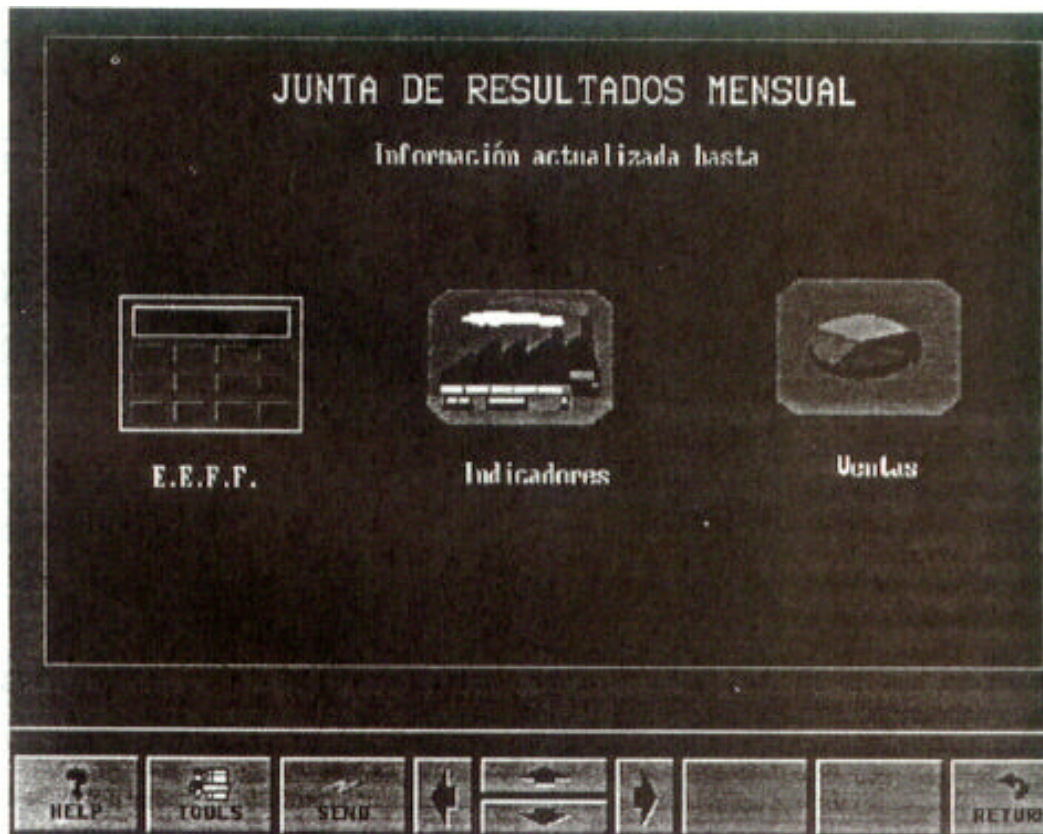 JUNTA DE RESULTADOS MENSUAL
Información actualizada hasta
E.E.F.F.
Indicadores
Ventas
HELP
TOOLS
SEND
RETURN